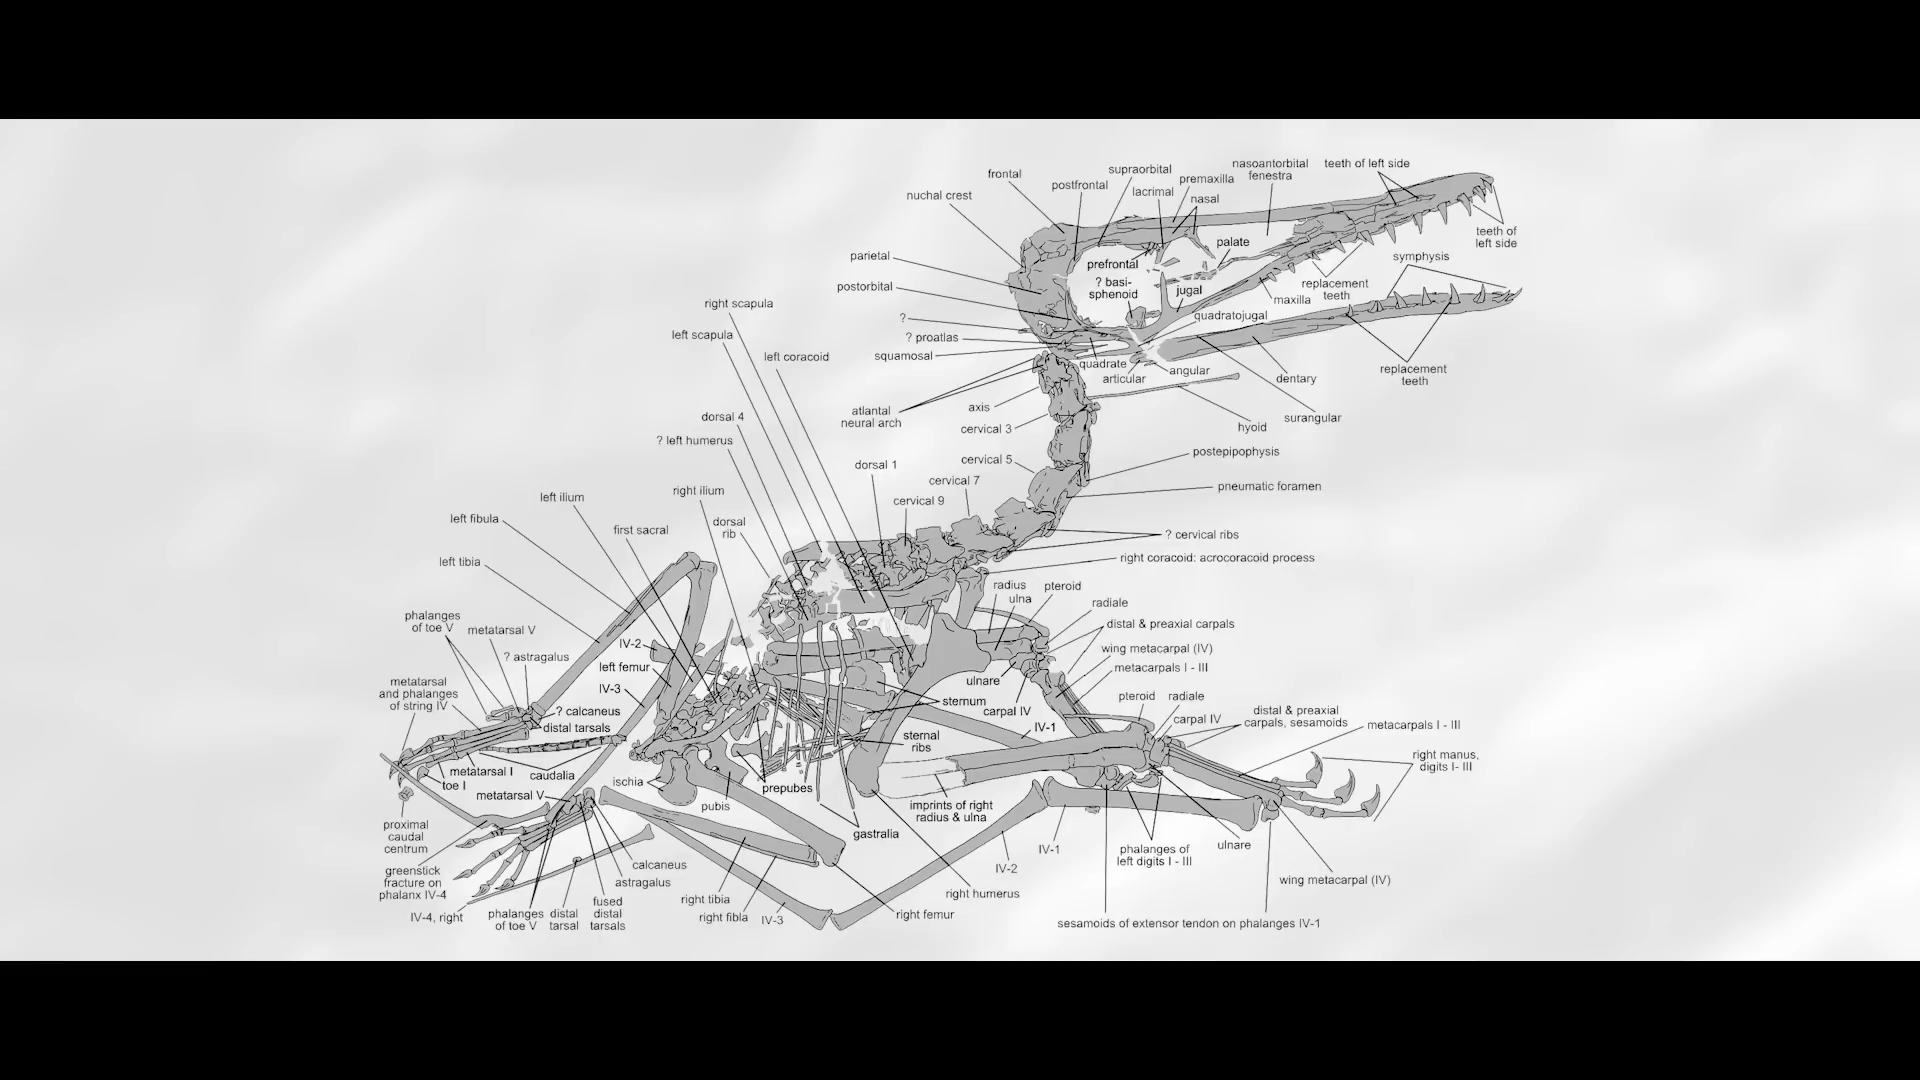 frontal
nuchal crest
postfrontal
supraorbital
lacrimal
premaxilla
nasal
nasoantorbital
fenestra
teeth of left side
teeth of
left side
palate
prefrontal
? basi-
sphenoid
jugal
symphysis
replacement
teeth
maxilla
quadratojugal
parietal
postorbital
?
? proatlas
squamosal
quadrate
articular
angular
dentary
replacement
teeth
surangular
hyoid
atlantal
neural arch
axis
cervical 3
cervical 5
cervical 7
cervical 9
dorsal 1
postepipophysis
pneumatic foramen
? cervical ribs
right coracoid: acrocoracoid process
right scapula
left scapula
left coracoid
dorsal 4
? left humerus
right ilium
dorsal
rib
left ilium
first sacral
left fibula
left tibia
phalanges
of toe V
metatarsal V
? astragalus
metatarsal
and phalanges
of string IV
IV-2
left femur
IV-3
? calcaneus
distal tarsals
metatarsal I
toe I
caudalia
metatarsal V
proximal
caudal
centrum
greenstick
fracture on
phalanx IV-4
IV-4, right
phalanges
of toe V
distal
tarsal
fused
distal
tarsals
calcaneus
astragalus
ischia
pubis
prepubes
gastralia
right tibia
right fibla
IV-3
right femur
right humerus
IV-2
IV-1
radius
ulna
pteroid
radiale
distal & preaxial carpals
wing metacarpal (IV)
metacarpals I - III
ulnare
carpal IV
sternum
sternal
ribs
IV-1
imprints of right
radius & ulna
pteroid
radiale
carpal IV
distal & preaxial
carpals, sesamoids
metacarpals I - III
right manus,
digits I- III
phalanges of
left digits I - III
ulnare
wing metacarpal (IV)
sesamoids of extensor tendon on phalanges IV-1